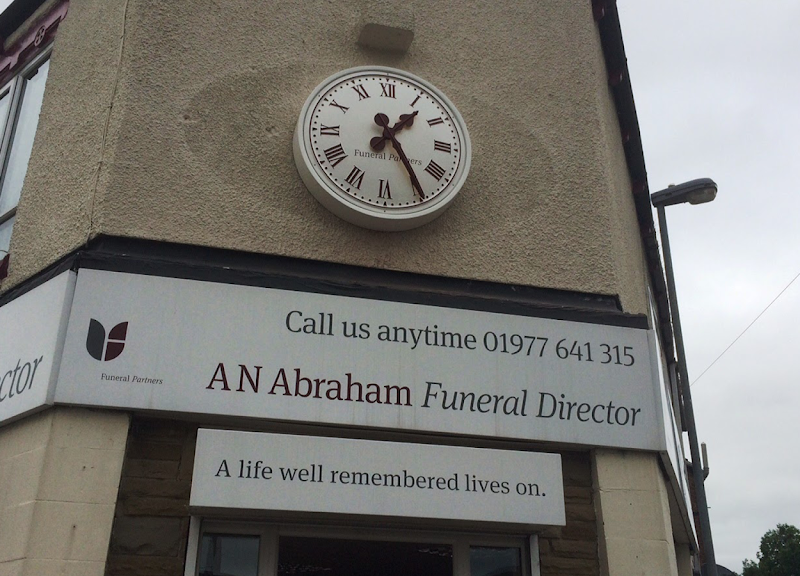 XII
I
II
III
IIII
V
VI
VII
VIII
IX
X
XI
Funeral Partners
Call us anytime 01977 641 315
Funeral Partners
A N Abraham Funeral Director
ctor
A life well remembered lives on.